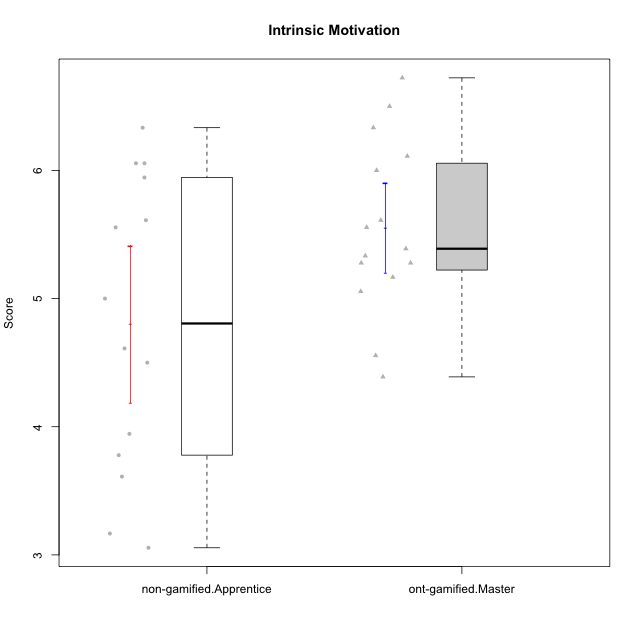 Intrinsic Motivation
Score
6
5
4
3
non-gamified.Apprentice
ont-gamified.Master